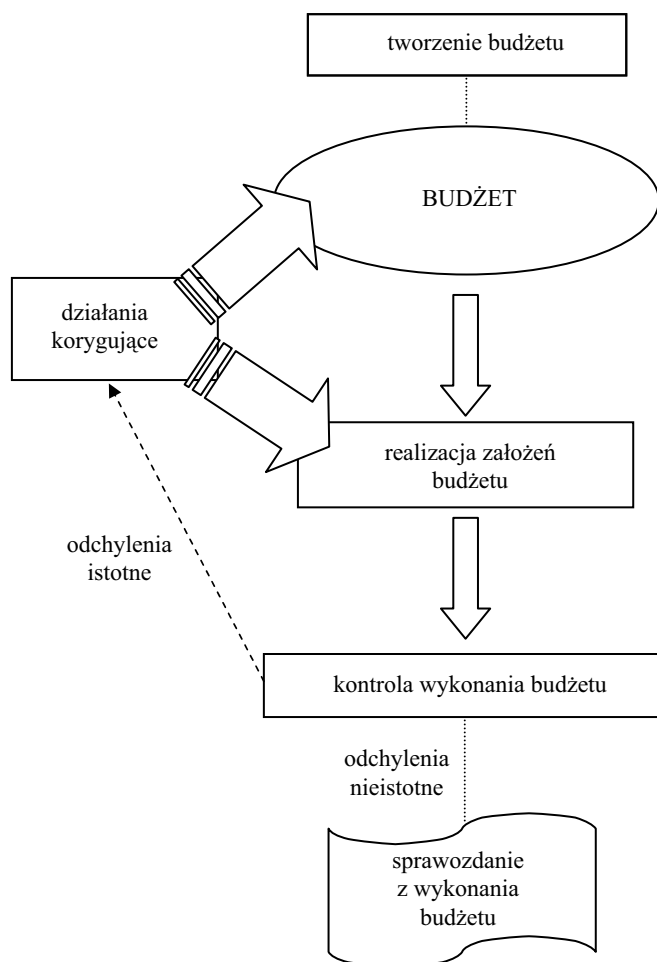 tworzenie budżetu
BUDŻET
działania
korygujące
realizacja założeń
budżetu
odchylenia
istotne
kontrola wykonania budżetu
odchylenia
nieistotne
sprawozdanie
z wykonania
budżetu